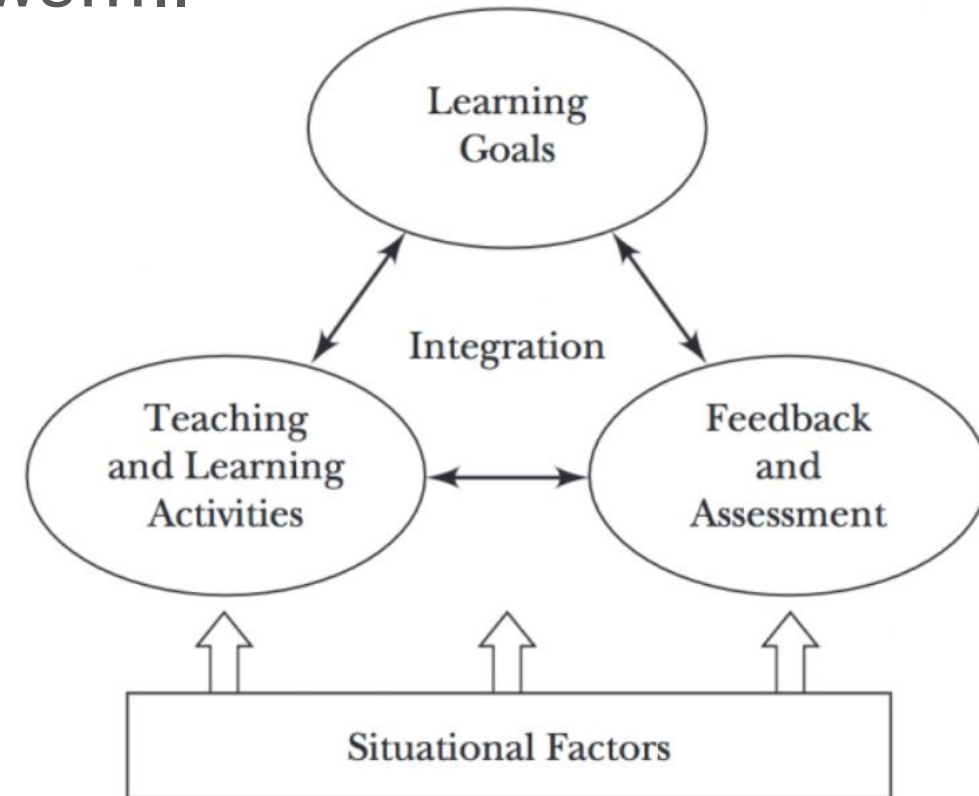 Learning
Goals
Integration
Teaching
and Learning
Activities
Feedback
and
Assessment
Situational Factors